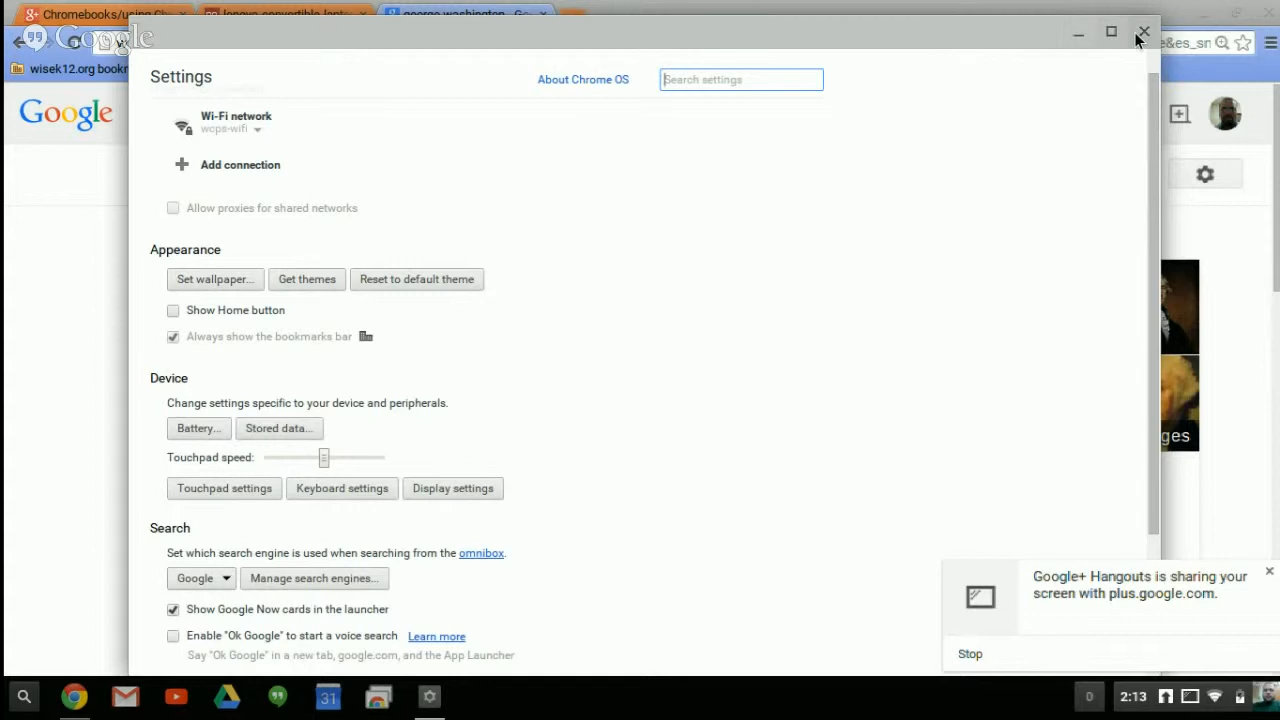 Chromebooks/using C
lenovo convertible lapt
george washington - Go
Google
e&es_sm
wisek12.org bookm
Google
Settings
About Chrome OS
Search settings
Wi-Fi network
wcps-wifi
Add connection
Allow proxies for shared networks
Appearance
Set wallpaper...
Get themes
Reset to default theme
Show Home button
Always show the bookmarks bar
Device
Change settings specific to your device and peripherals.
Battery...
Stored data...
Touchpad speed:
Touchpad settings
Keyboard settings
Display settings
Search
Set which search engine is used when searching from the omnibox.
Google
Manage search engines...
Show Google Now cards in the launcher
Enable "Ok Google" to start a voice search Learn more
Say "Ok Google" in a new tab, google.com, and the App Launcher
ges
Google+ Hangouts is sharing your
screen with plus.google.com.
Stop
31
0
2:13